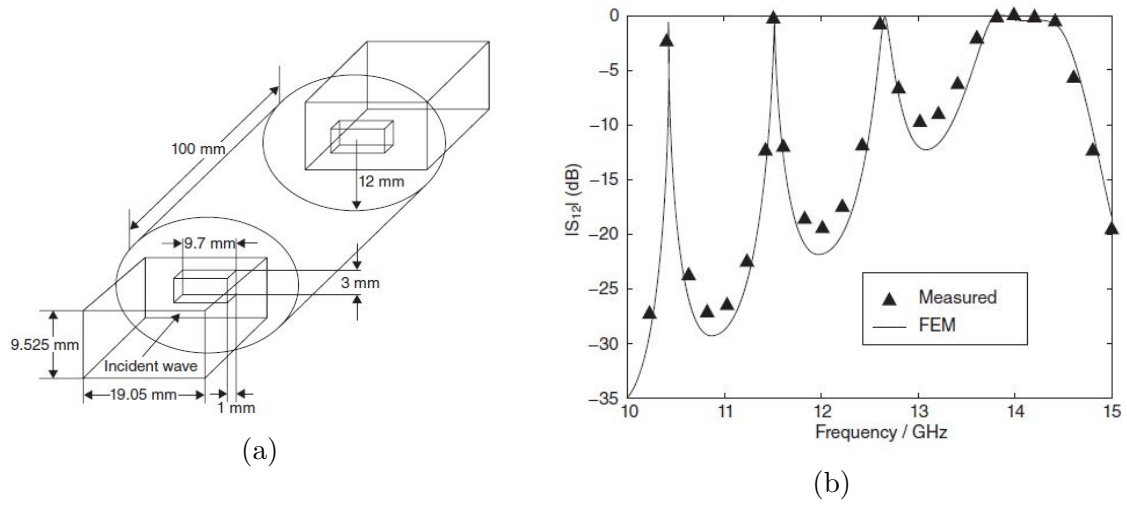 100 mm
12 mm
9.7 mm
3 mm
9.525 mm
Incident wave
19.05 mm
1 mm
(a)
0
−5
−10
−15
−20
−25
−30
−35
|S₁₂| (dB)
Measured
FEM
10 11 12 13 14 15
Frequency / GHz
(b)